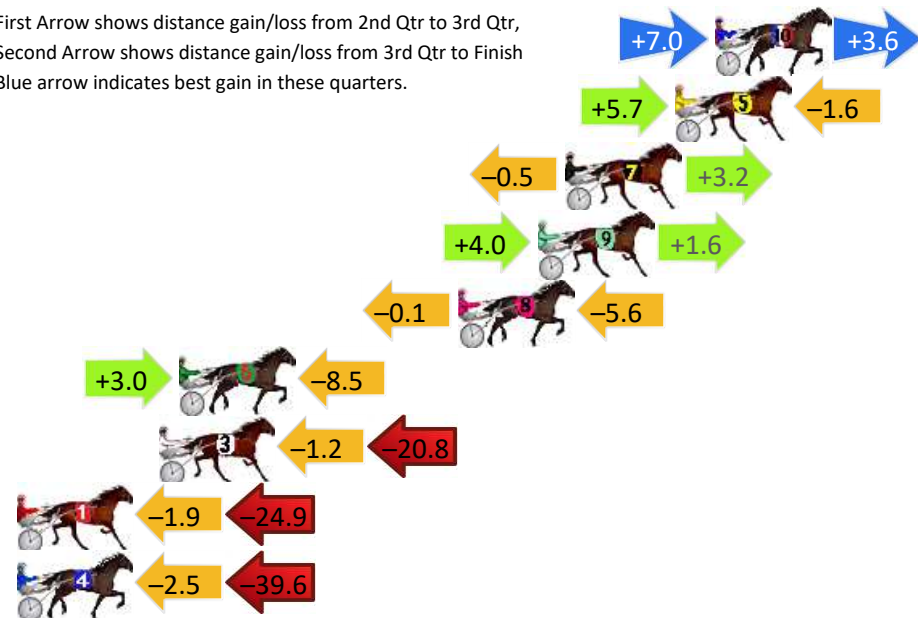 First Arrow shows distance gain/loss from 2nd Qtr to 3rd Qtr,
Second Arrow shows distance gain/loss from 3rd Qtr to Finish
Blue arrow indicates best gain in these quarters.
+7.0 10 +3.6
+5.7 5 –1.6
–0.5 7 +3.2
+4.0 9 +1.6
–0.1 8 –5.6
+3.0 6 –8.5
3 –1.2 –20.8
1 –1.9 –24.9
4 –2.5 –39.6